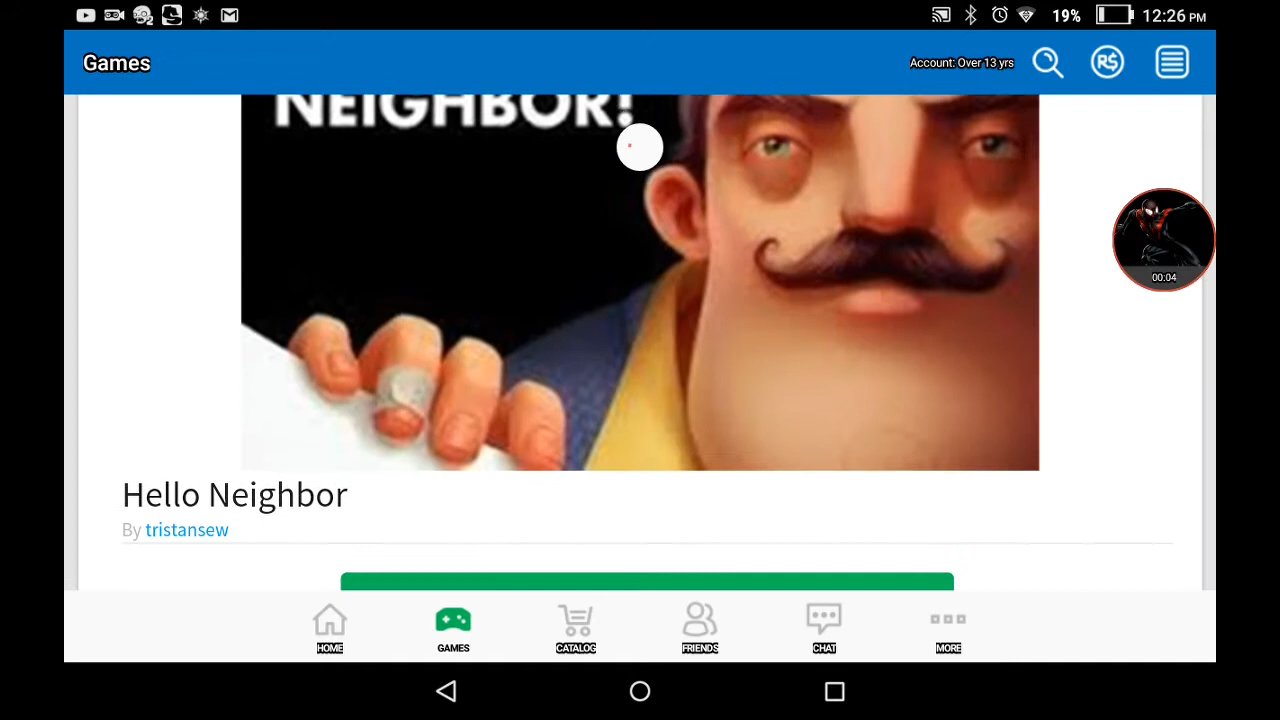 19% 12:26 PM
Games
Account: Over 13 yrs
R$
NEIGHBOR!
00:04
Hello Neighbor
By tristansew
HOME
GAMES
CATALOG
FRIENDS
CHAT
MORE